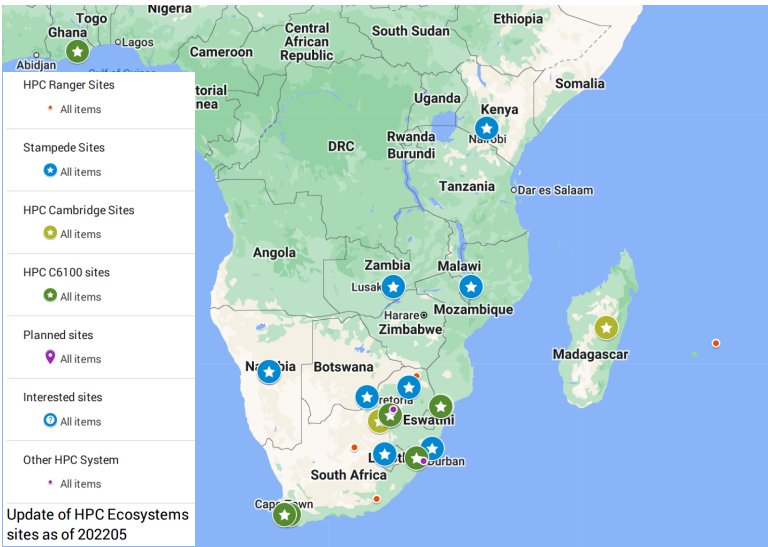 Nigeria
Togo
Ethiopia
Ghana
Central
African
Republic
South Sudan
Lagos
Cameroon
Abidjan
Somalia
HPC Ranger Sites
All items
Uganda
Kenya
Nairobi
Stampede Sites
All items
DRC
Rwanda
Burundi
Tanzania
Dar es Salaam
HPC Cambridge Sites
All items
Angola
Zambia
Malawi
HPC C6100 sites
All items
Lusak
Harare
Mozambique
Zimbabwe
Planned sites
All items
Madagascar
Botswana
Interested sites
All items
Eswatini
Other HPC System
All items
Durban
South Africa
Update of HPC Ecosystems
sites as of 202205